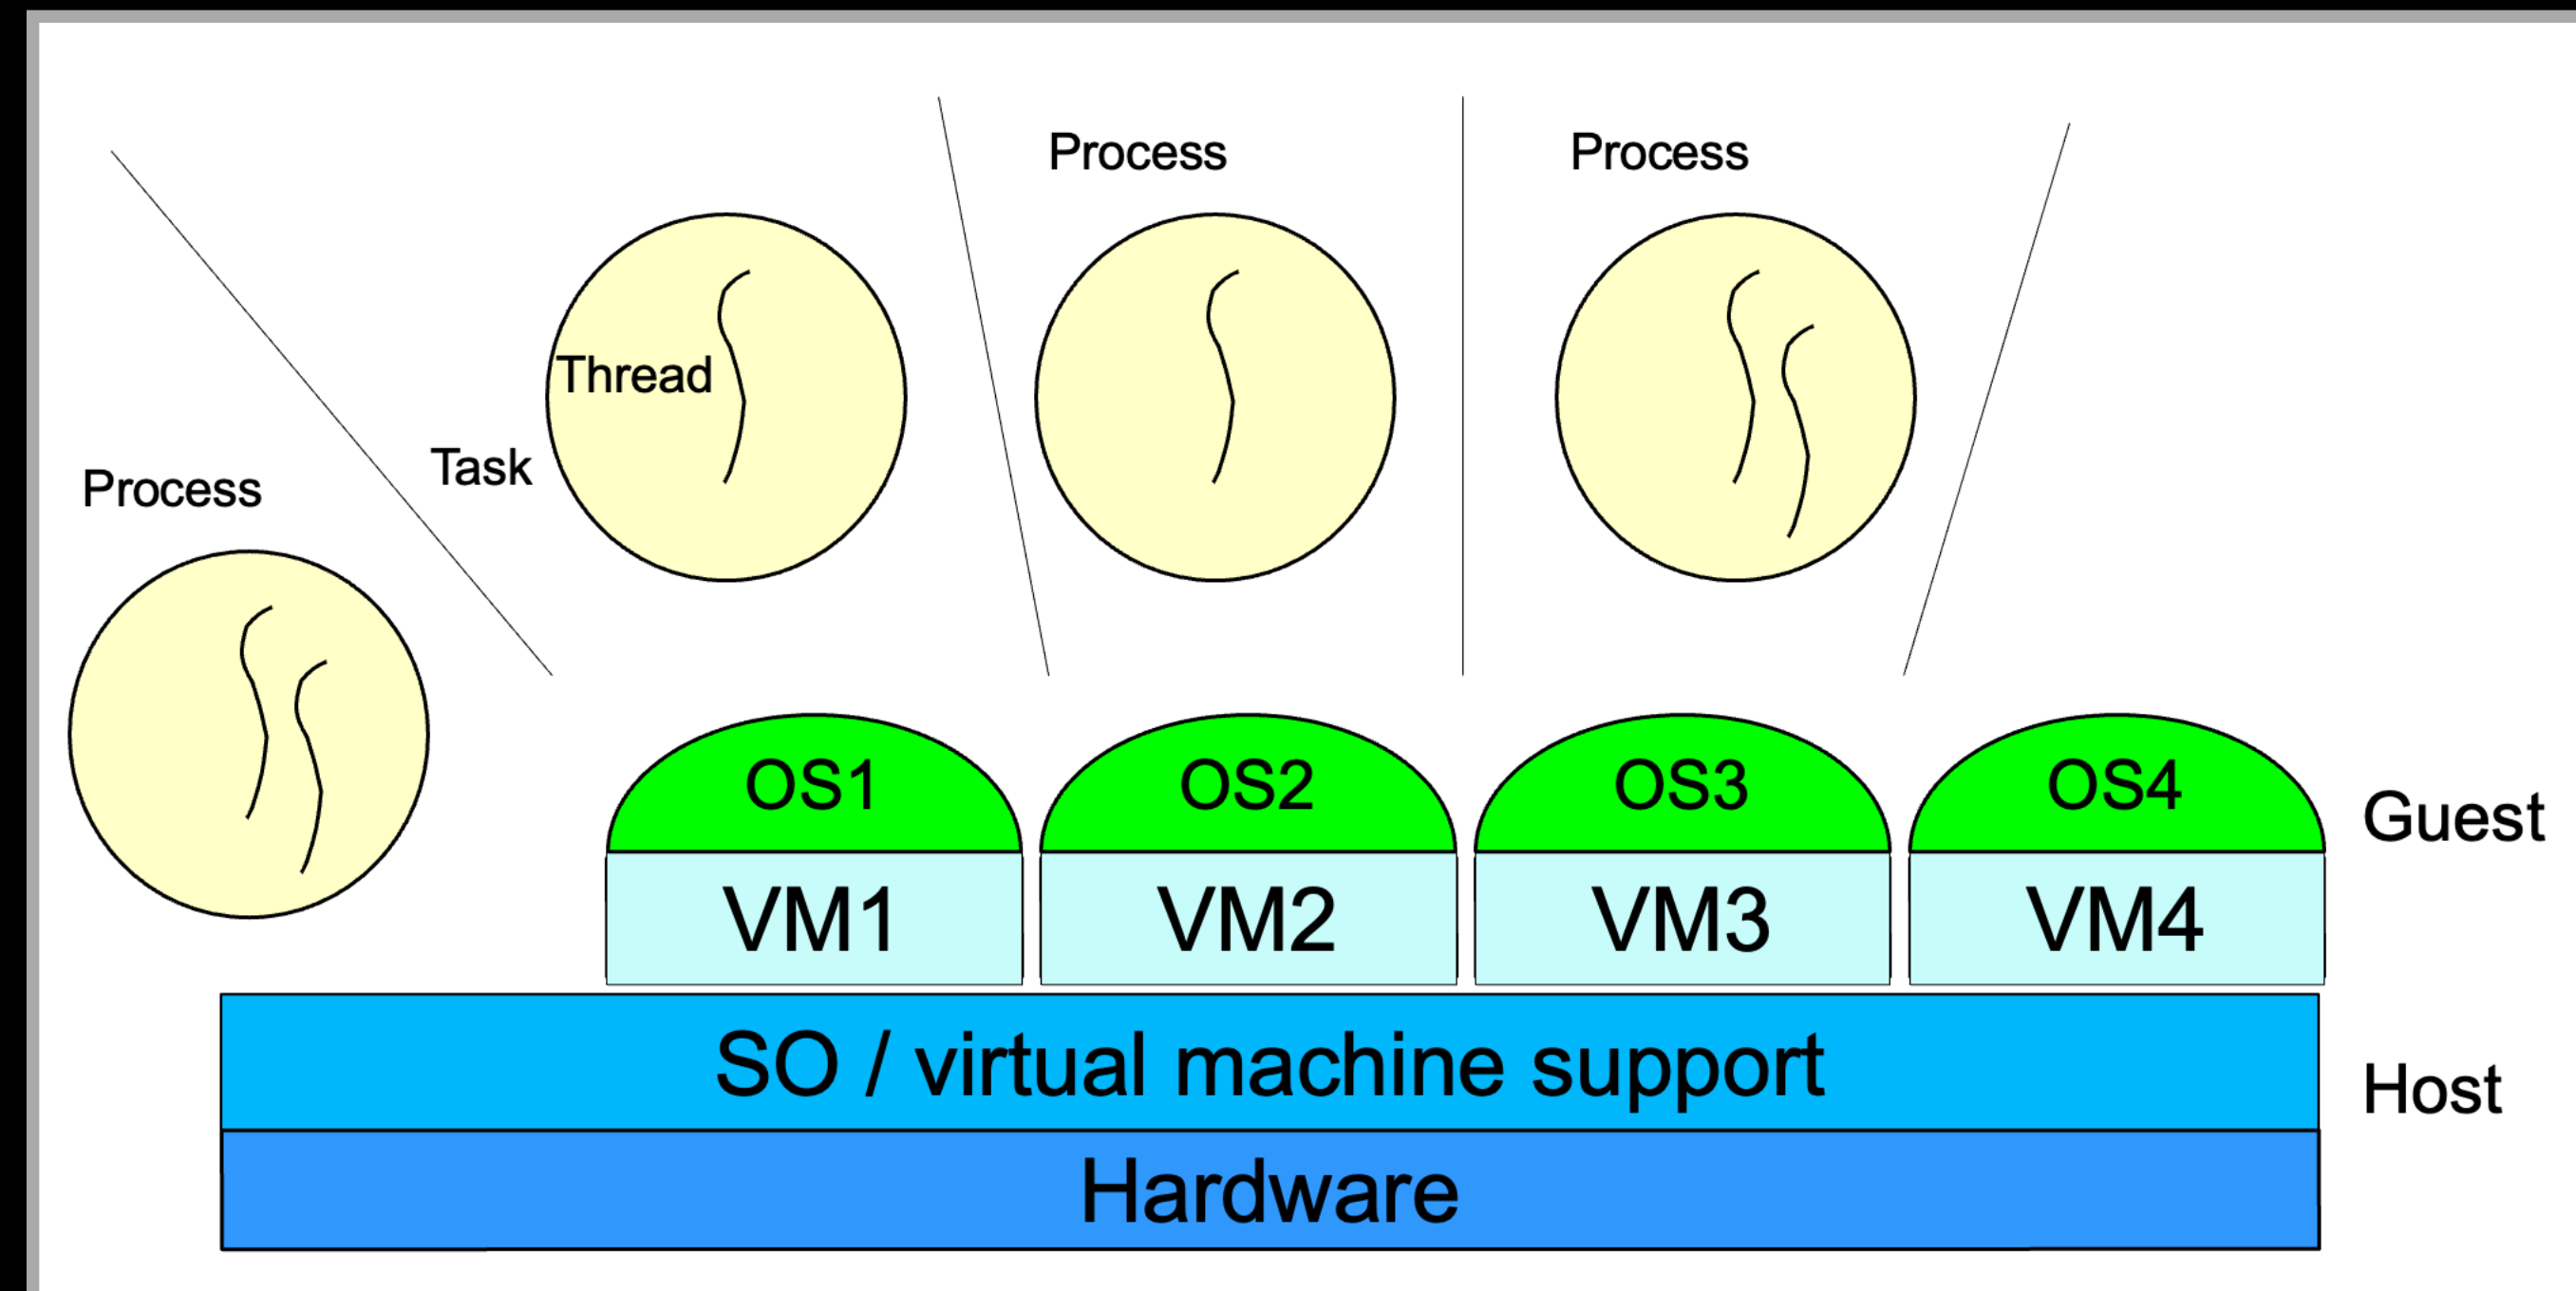 Process
Process
Thread
Task
Process
OS1
OS2
OS3
OS4
Guest
VM1
VM2
VM3
VM4
SO / virtual machine support
Host
Hardware